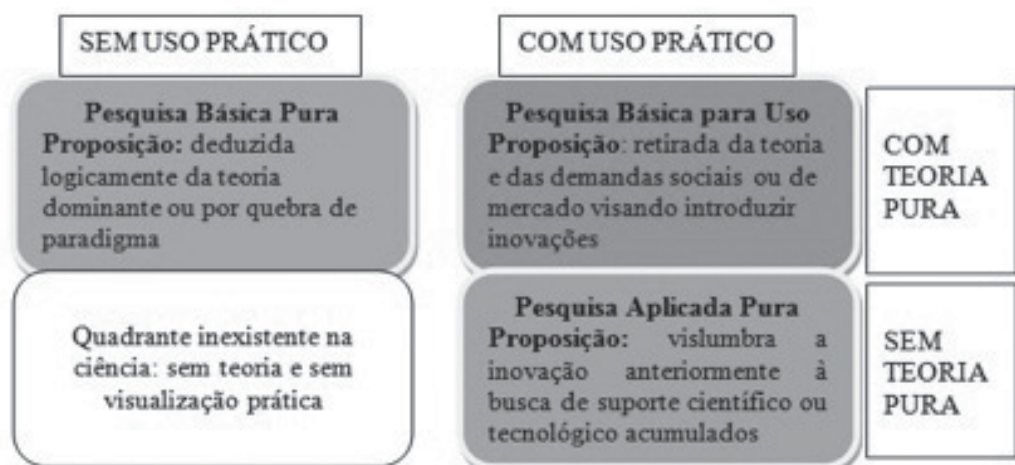 SEM USO PRÁTICO
COM USO PRÁTICO
Pesquisa Básica Pura
Proposição: deduzida
logicamente da teoria
dominante ou por quebra de
paradigma
Pesquisa Básica para Uso
Proposição: retirada da teoria
e das demandas sociais ou de
mercado visando introduzir
inovações
COM
TEORIA
PURA
Quadrante inexistente na
ciência: sem teoria e sem
visualização prática
Pesquisa Aplicada Pura
Proposição: vislumbra a
inovação anteriormente à
busca de suporte científico ou
tecnológico acumulados
SEM
TEORIA
PURA